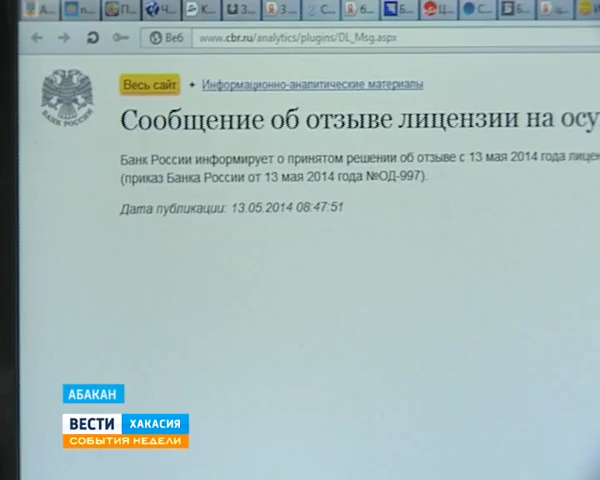 Веб www.cbr.ru/analytics/plugins/DL_Msg.aspx
Весь сайт Информационно-аналитические материалы
БАНК РОССИИ
Сообщение об отзыве лицензии на осу
Банк России информирует о принятом решении об отзыве с 13 мая 2014 года лицен
(приказ Банка России от 13 мая 2014 года №ОД-997).
Дата публикации: 13.05.2014 08:47:51
АБАКАН
ВЕСТИ ХАКАСИЯ
СОБЫТИЯ НЕДЕЛИ